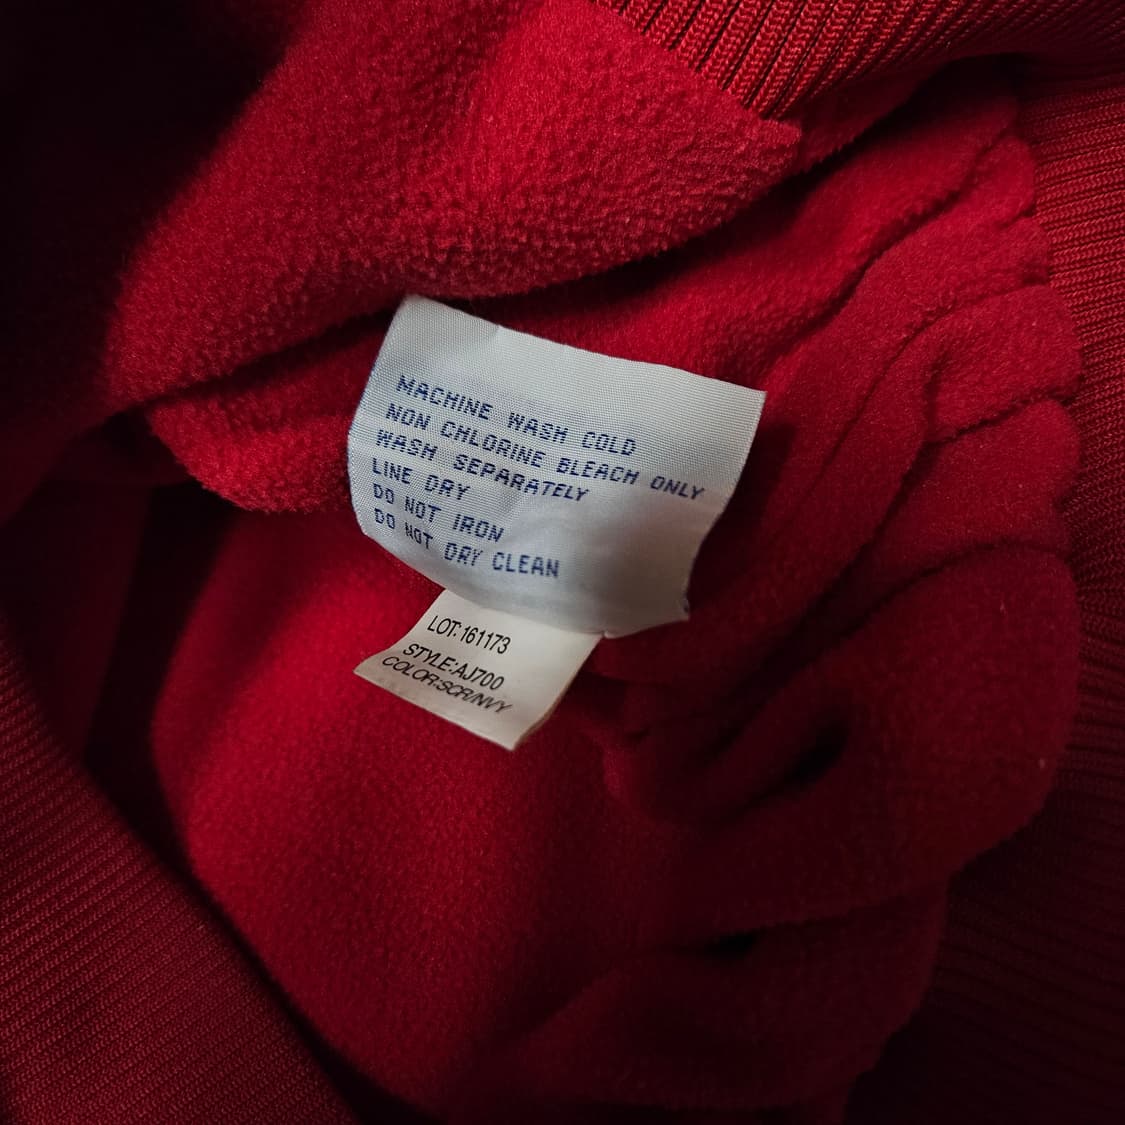 MACHINE WASH COLD
NON CHLORINE BLEACH ONLY
WASH SEPARATELY
LINE DRY
DO NOT IRON
DO NOT DRY CLEAN
LOT:161173
STYLE:AJ700
COLOR:SCR/NVY